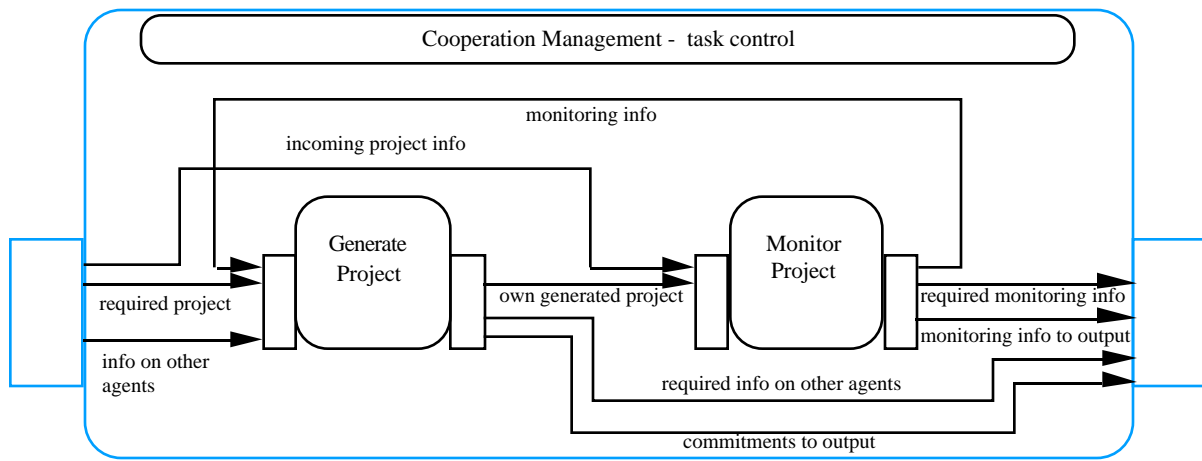 Cooperation Management - task control
monitoring info
incoming project info
Generate
Project
Monitor
Project
required project
own generated project
required monitoring info
monitoring info to output
info on other
agents
required info on other agents
commitments to output